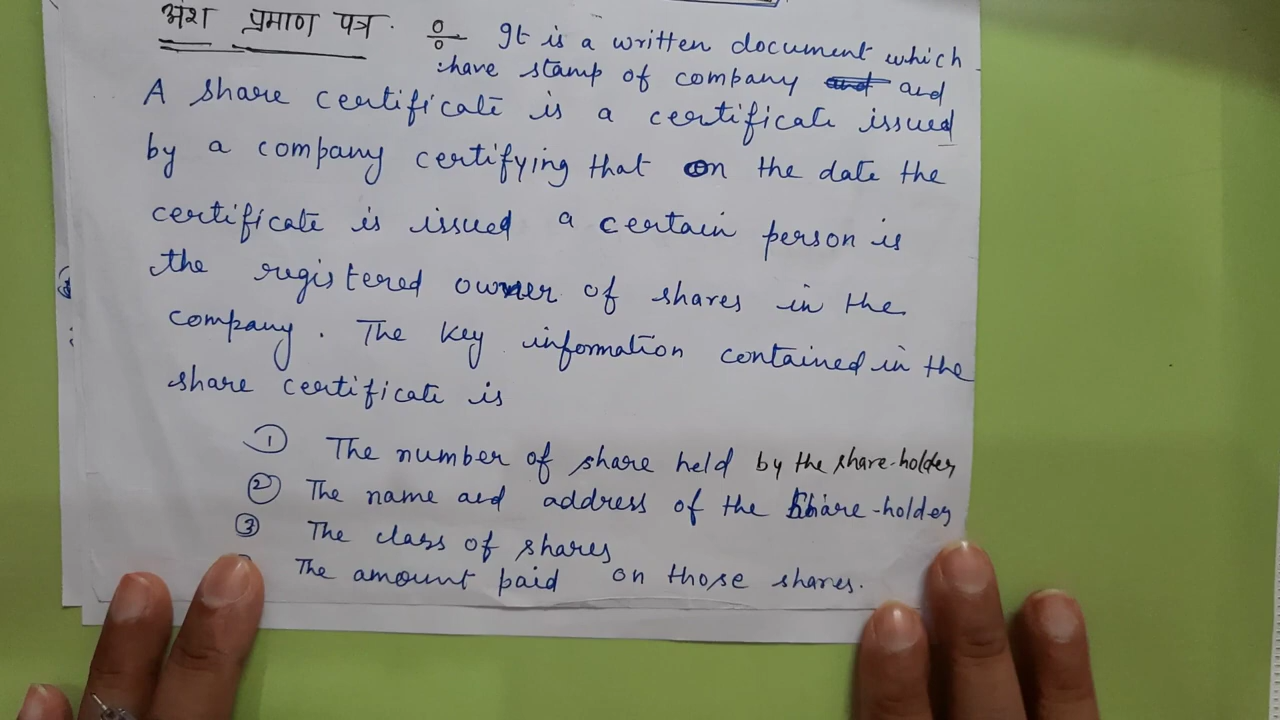 अंश प्रमाण पत्र. ÷ It is a written document which
have stamp of company and and
A share certificate is a certificate issued
by a company certifying that on the date the
certificate is issued a certain person is
the registered owner of shares in the
company. The key information contained in the
share certificate is
① The number of share held by the share-holder
② The name and address of the share-holder
③ The class of shares
The amount paid on those shares.